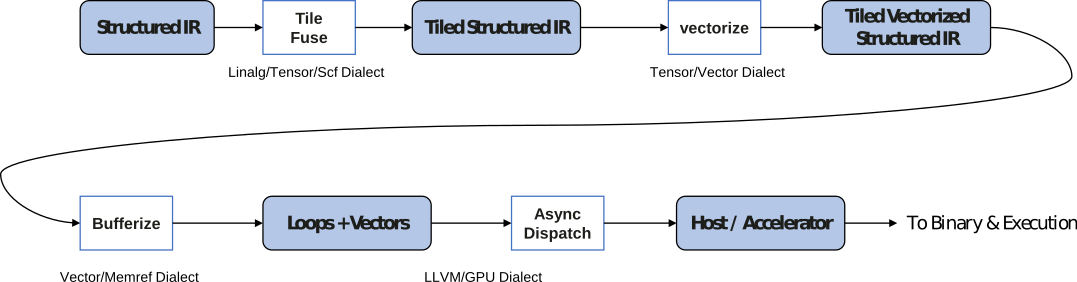 Structured IR
Tile
Fuse
Tiled Structured IR
vectorize
Tiled Vectorized
Structured IR
Linalg/Tensor/Scf Dialect
Tensor/Vector Dialect
Bufferize
Loops + Vectors
Async
Dispatch
Host / Accelerator
To Binary & Execution
Vector/Memref Dialect
LLVM/GPU Dialect